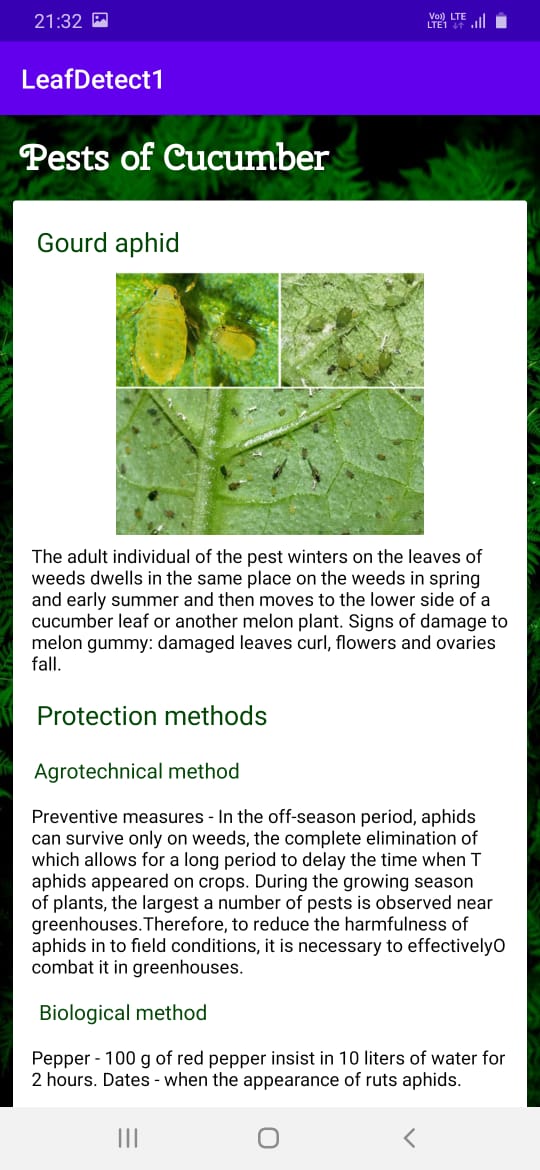 21:32
Vo)) LTE
LTE1
LeafDetect1
Pests of Cucumber
Gourd aphid
The adult individual of the pest winters on the leaves of
weeds dwells in the same place on the weeds in spring
and early summer and then moves to the lower side of a
cucumber leaf or another melon plant. Signs of damage to
melon gummy: damaged leaves curl, flowers and ovaries
fall.
Protection methods
Agrotechnical method
Preventive measures - In the off-season period, aphids
can survive only on weeds, the complete elimination of
which allows for a long period to delay the time when T
aphids appeared on crops. During the growing season
of plants, the largest a number of pests is observed near
greenhouses.Therefore, to reduce the harmfulness of
aphids in to field conditions, it is necessary to effectivelyO
combat it in greenhouses.
Biological method
Pepper - 100 g of red pepper insist in 10 liters of water for
2 hours. Dates - when the appearance of ruts aphids.